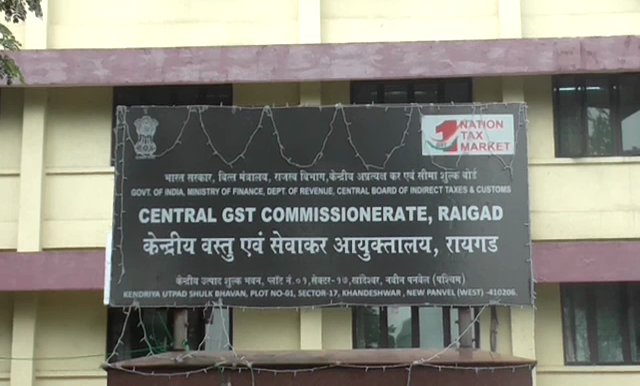 1 NATION
TAX
MARKET
भारत सरकार, वित्त मंत्रालय, राजस्व विभाग, केंद्रीय अप्रत्यक्ष कर एवं सीमा शुल्क बोर्ड
GOVT. OF INDIA, MINISTRY OF FINANCE, DEPT. OF REVENUE, CENTRAL BOARD OF INDIRECT TAXES & CUSTOMS
CENTRAL GST COMMISSIONERATE, RAIGAD
केन्द्रीय वस्तु एवं सेवाकर आयुक्तालय, रायगड
केन्द्रीय उत्पाद शुल्क भवन, प्लॉट नं.०१,सेक्टर-१७,खांदेश्वर, नवीन पनवेल (पश्चिम)
KENDRIYA UTPAD SHULK BHAVAN, PLOT NO-01, SECTOR-17, KHANDESHWAR, NEW PANVEL (WEST) -410206.